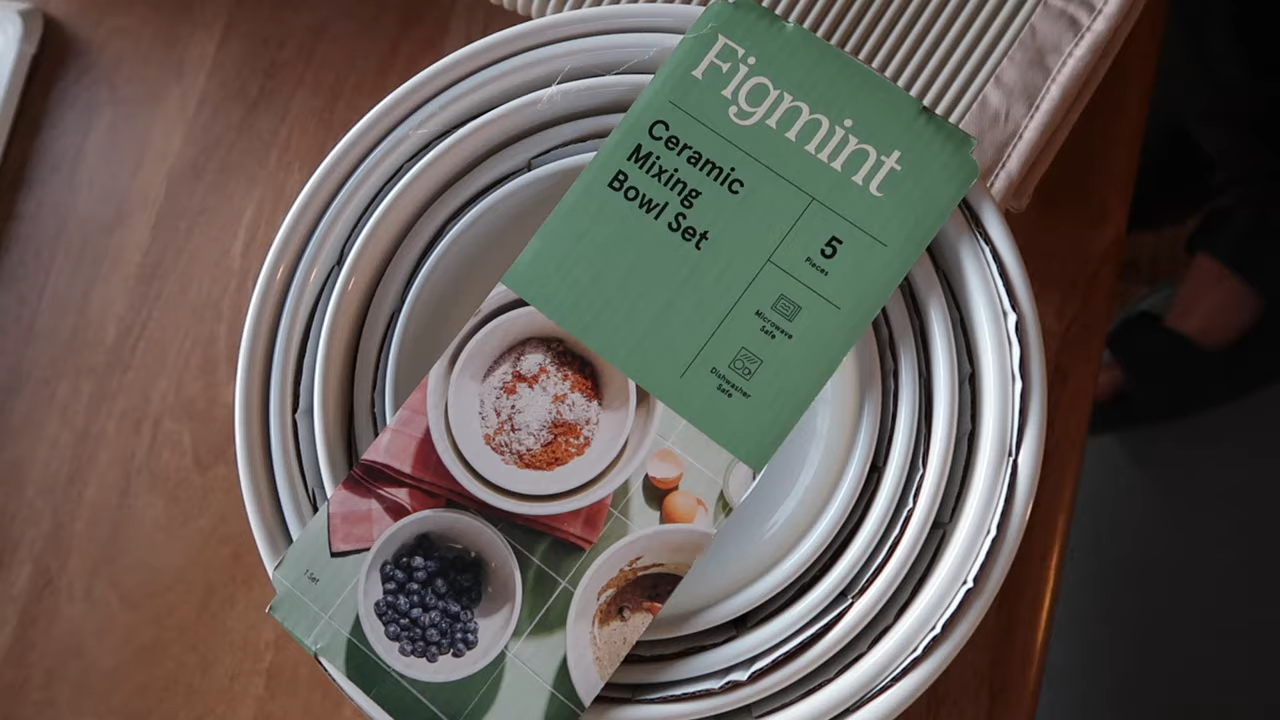 Figmint
Ceramic
Mixing
Bowl Set
5
Pieces
Microwave
Safe
Dishwasher
Safe
1 Set